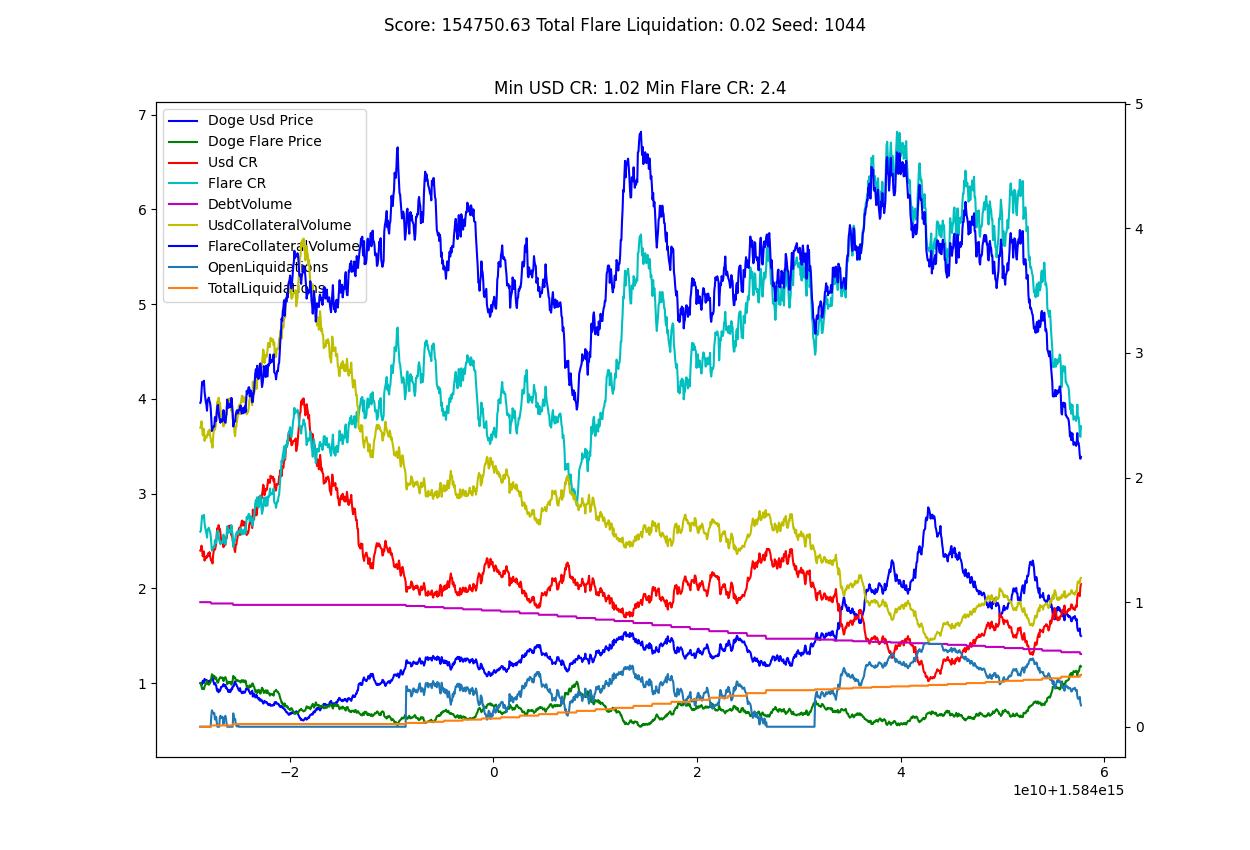 Score: 154750.63 Total Flare Liquidation: 0.02 Seed: 1044
Min USD CR: 1.02 Min Flare CR: 2.4
Doge Usd Price
Doge Flare Price
Usd CR
Flare CR
DebtVolume
UsdCollateralVolume
FlareCollateralVolume
OpenLiquidations
TotalLiquidations
7
6
5
4
3
2
1
5
4
3
2
1
0
−2
0
2
4
6
1e10+1.584e15